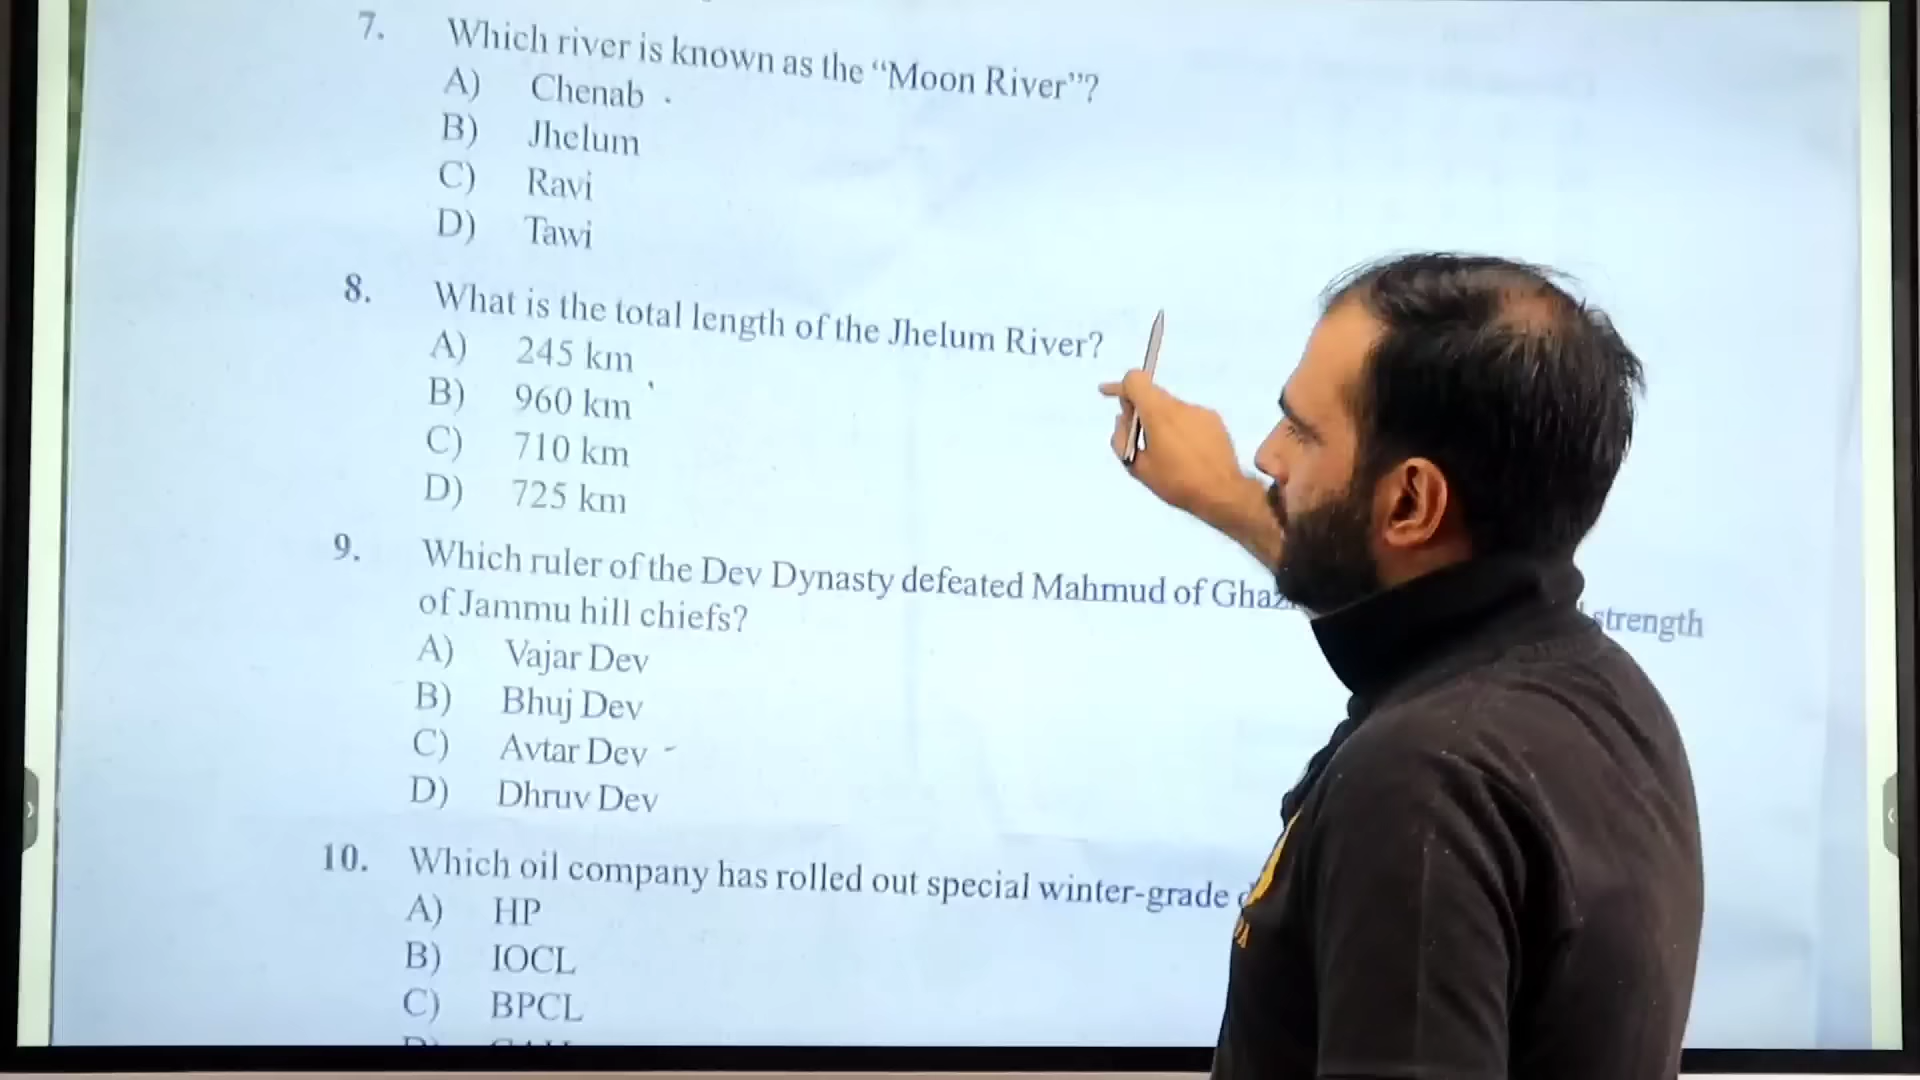 7. Which river is known as the “Moon River”?
A) Chenab
B) Jhelum
C) Ravi
D) Tawi
8. What is the total length of the Jhelum River?
A) 245 km
B) 960 km
C) 710 km
D) 725 km
9. Which ruler of the Dev Dynasty defeated Mahmud of strength
of Jammu hill chiefs?
A) Vajar Dev
B) Bhuj Dev
C) Avtar Dev
D) Dhruv Dev
10. Which oil company has rolled out special winter-grade
A) HP
B) IOCL
C) BPCL